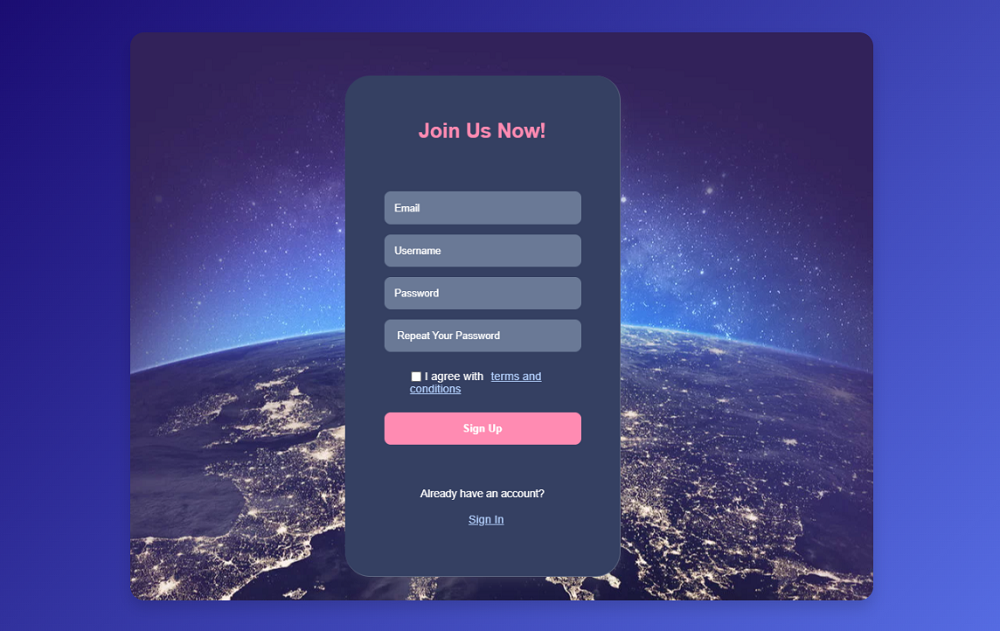 Join Us Now!
Email
Username
Password
Repeat Your Password
I agree with terms and
conditions
Sign Up
Already have an account?
Sign In